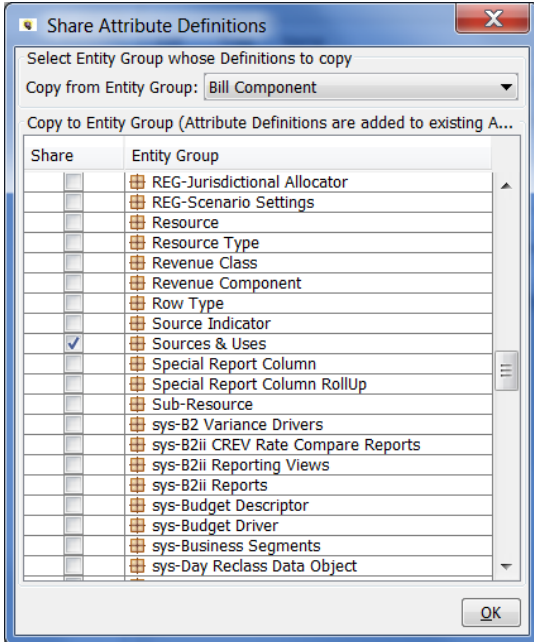 Share Attribute Definitions
X
Select Entity Group whose Definitions to copy
Copy from Entity Group: Bill Component
Copy to Entity Group (Attribute Definitions are added to existing A...
Share Entity Group
REG-Jurisdictional Allocator
REG-Scenario Settings
Resource
Resource Type
Revenue Class
Revenue Component
Row Type
Source Indicator
Sources & Uses
Special Report Column
Special Report Column RollUp
Sub-Resource
sys-B2 Variance Drivers
sys-B2ii CREV Rate Compare Reports
sys-B2ii Reporting Views
sys-B2ii Reports
sys-Budget Descriptor
sys-Budget Driver
sys-Business Segments
sys-Day Reclass Data Object
OK